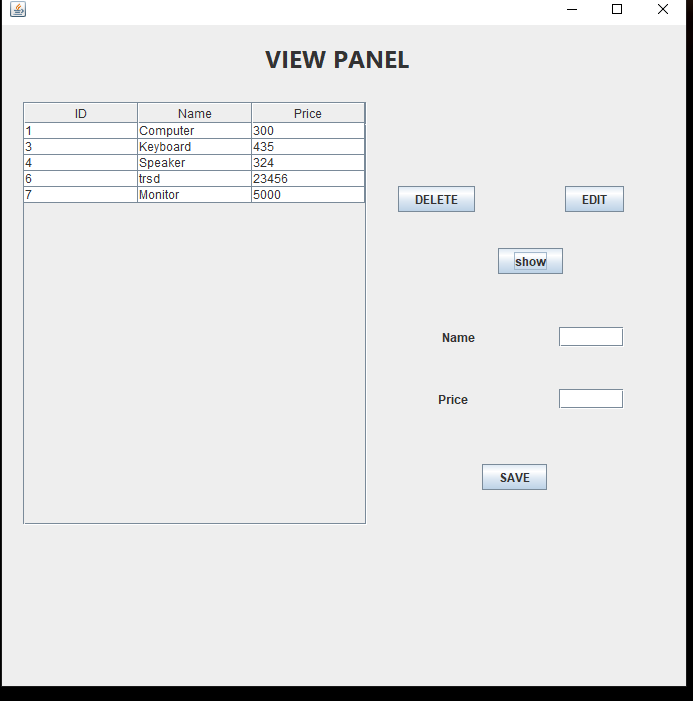 VIEW PANEL
ID Name Price
1 Computer 300
3 Keyboard 435
4 Speaker 324
6 trsd 23456
7 Monitor 5000
DELETE EDIT
show
Name
Price
SAVE